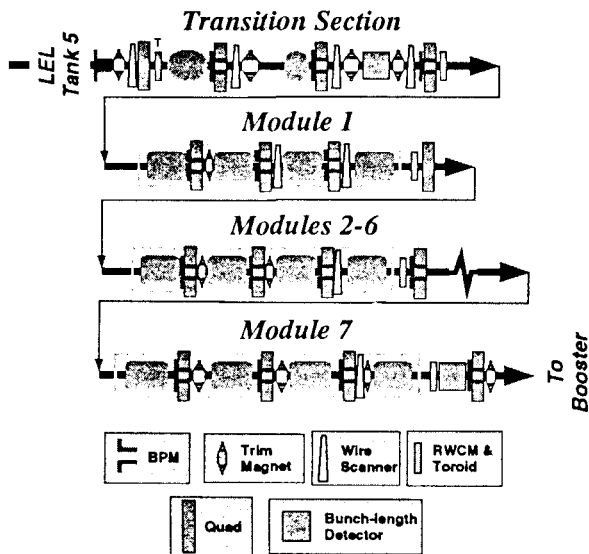 Transition Section
LEL
Tank 5
T
Module 1
Modules 2-6
Module 7
To
Booster
BPM
Trim
Magnet
Wire
Scanner
RWCM &
Toroid
Quad
Bunch-length
Detector